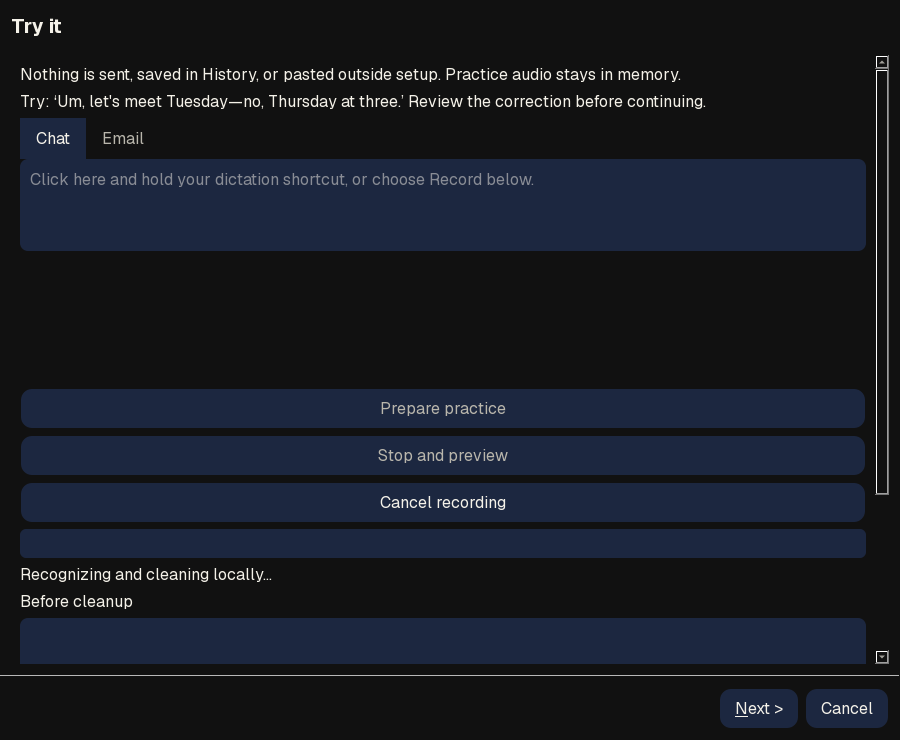 Try it
Nothing is sent, saved in History, or pasted outside setup. Practice audio stays in memory.
Try: ‘Um, let's meet Tuesday—no, Thursday at three.’ Review the correction before continuing.
Chat
Email
Click here and hold your dictation shortcut, or choose Record below.
Prepare practice
Stop and preview
Cancel recording
Recognizing and cleaning locally…
Before cleanup
Next >
Cancel